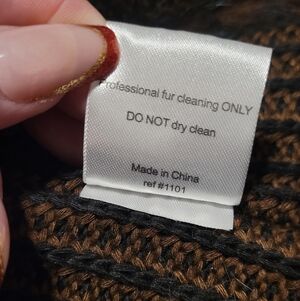 Professional fur cleaning ONLY
DO NOT dry clean
Made in China
ref #1101